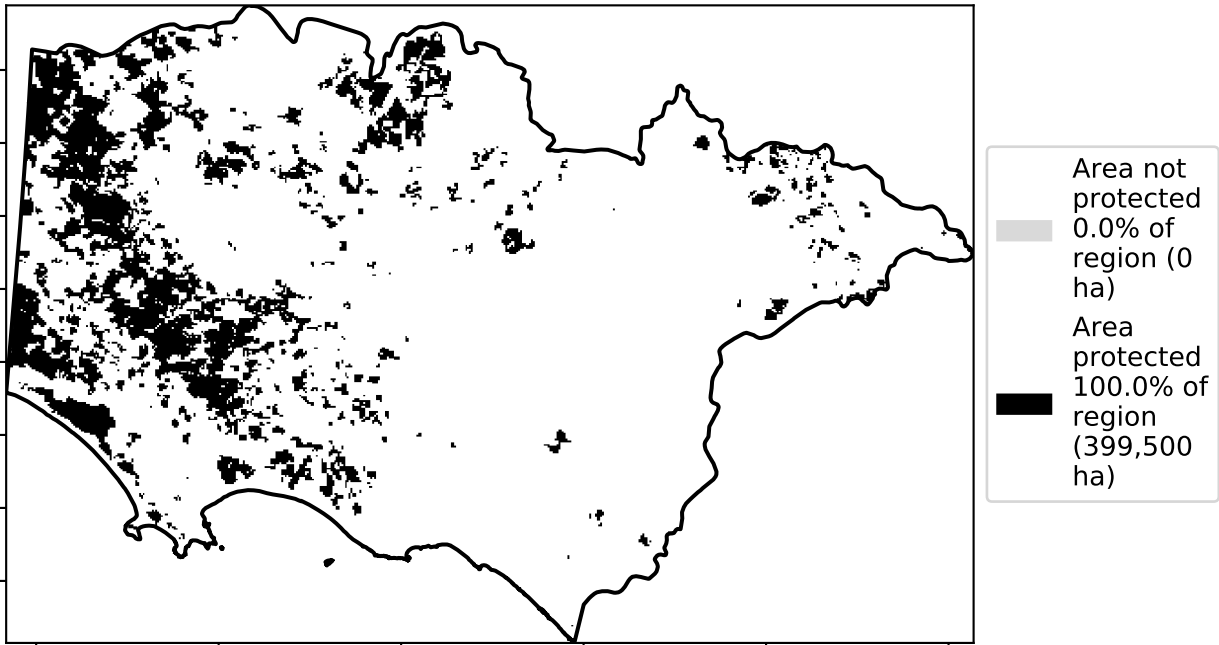 Area not
protected
0.0% of
region (0
ha)
Area
protected
100.0% of
region
(399,500
ha)